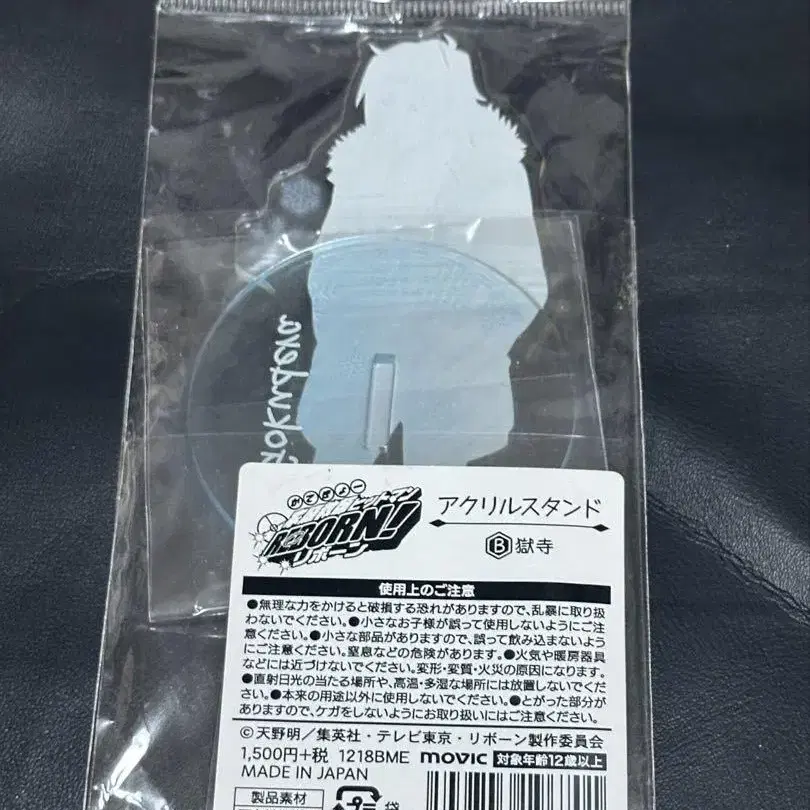 かてきょー
REBORN!
リボーン
アクリルスタンド
B 獄寺
使用上のご注意
●無理な力をかけると破損する恐れがありますので、乱暴に取り扱
わないでください。●小さなお子様が誤って使用しないようにご注
意ください。●小さな部品がありますので、誤って飲み込まないよう
にご注意ください。窒息などの危険があります。●火気や暖房器具
などには近づけないでください。変形・変質・火災の原因になります。
●直射日光の当たる場所や、高温・多湿な場所には放置しないでくだ
さい。●本来の用途以外に使用しないでください。●とがった部分が
ありますので、ケガをしないようにお取り扱いにはご注意ください。
©天野明/集英社・テレビ東京・リボーン製作委員会
1,500円+税 1218BME movic 対象年齢12歳以上
MADE IN JAPAN
製品素材
プラ 袋